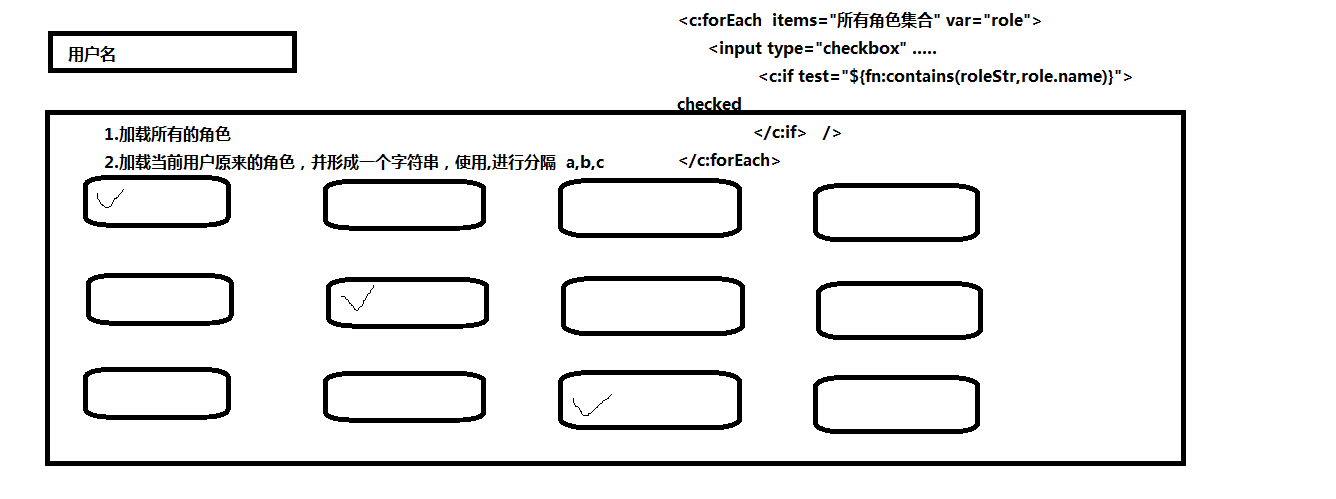 <c:forEach  items="所有角色集合" var="role">
<input type="checkbox" .....
用户名
<c:if test="${fn:contains(roleStr,role.name)}">
checked
1.加载所有的角色
</c:if>   />
2.加载当前用户原来的角色，并形成一个字符串，使用,进行分隔  a,b,c
</c:forEach>